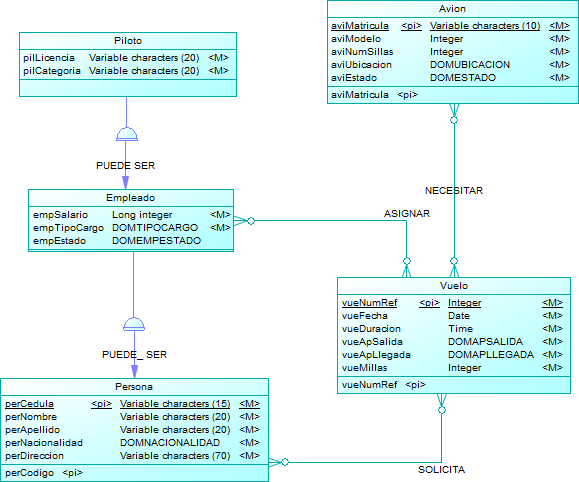 Avion
aviMatricula <pi> Variable characters (10) <M>
aviModelo Integer <M>
aviNumSillas Integer <M>
aviUbicacion DOMUBICACION <M>
aviEstado DOMESTADO <M>
aviMatricula <pi>
Piloto
pilLicencia Variable characters (20) <M>
pilCategoria Variable characters (20) <M>
PUEDE SER
NECESITAR
Empleado
empSalario Long integer <M>
empTipoCargo DOMTIPOCARGO <M>
empEstado DOMEMPESTADO
ASIGNAR
Vuelo
vueNumRef <pi> Integer <M>
vueFecha Date <M>
vueDuracion Time <M>
vueApSalida DOMAPSALIDA <M>
vueApLlegada DOMAPLLEGADA <M>
vueMillas Integer <M>
vueNumRef <pi>
PUEDE_ SER
Persona
perCedula <pi> Variable characters (15) <M>
perNombre Variable characters (20) <M>
perApellido Variable characters (20) <M>
perNacionalidad DOMNACIONALIDAD <M>
perDireccion Variable characters (70) <M>
perCodigo <pi>
SOLICITA